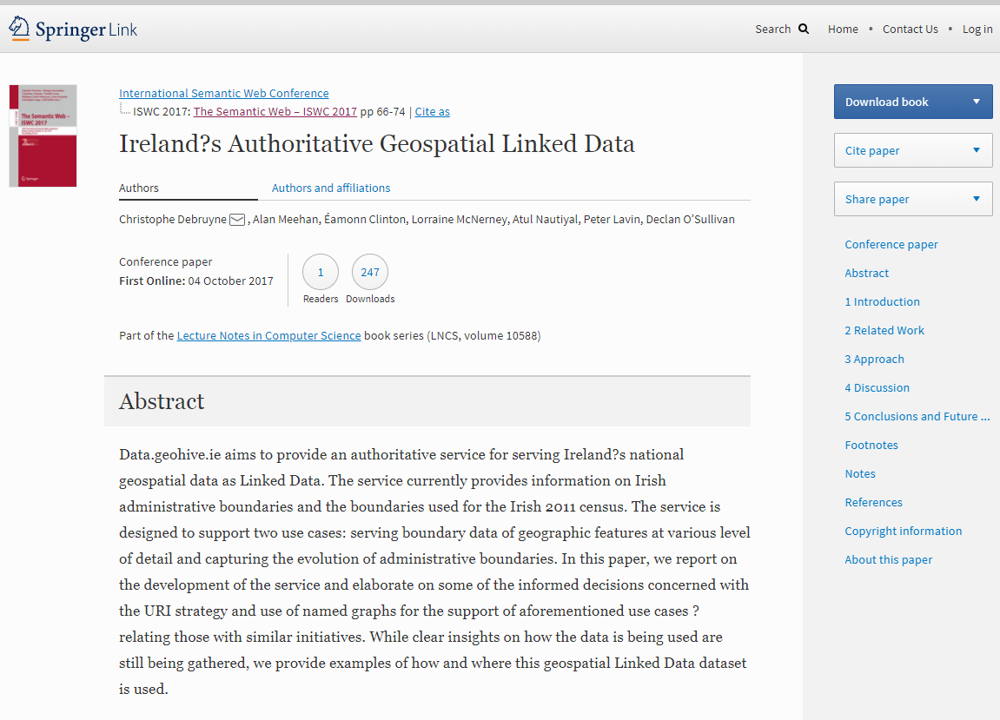 Springer Link
Search Home • Contact Us • Log in
The Semantic Web – ISWC 2017
International Semantic Web Conference
ISWC 2017: The Semantic Web – ISWC 2017 pp 66-74 | Cite as
Ireland?s Authoritative Geospatial Linked Data
Authors Authors and affiliations
Christophe Debruyne , Alan Meehan, Éamonn Clinton, Lorraine McNerney, Atul Nautiyal, Peter Lavin, Declan O’Sullivan
Conference paper
First Online: 04 October 2017
1 247
Readers Downloads
Part of the Lecture Notes in Computer Science book series (LNCS, volume 10588)
Abstract
Data.geohive.ie aims to provide an authoritative service for serving Ireland?s national
geospatial data as Linked Data. The service currently provides information on Irish
administrative boundaries and the boundaries used for the Irish 2011 census. The service is
designed to support two use cases: serving boundary data of geographic features at various level
of detail and capturing the evolution of administrative boundaries. In this paper, we report on
the development of the service and elaborate on some of the informed decisions concerned with
the URI strategy and use of named graphs for the support of aforementioned use cases ?
relating those with similar initiatives. While clear insights on how the data is being used are
still being gathered, we provide examples of how and where this geospatial Linked Data dataset
is used.
Download book
Cite paper
Share paper
Conference paper
Abstract
1 Introduction
2 Related Work
3 Approach
4 Discussion
5 Conclusions and Future ...
Footnotes
Notes
References
Copyright information
About this paper